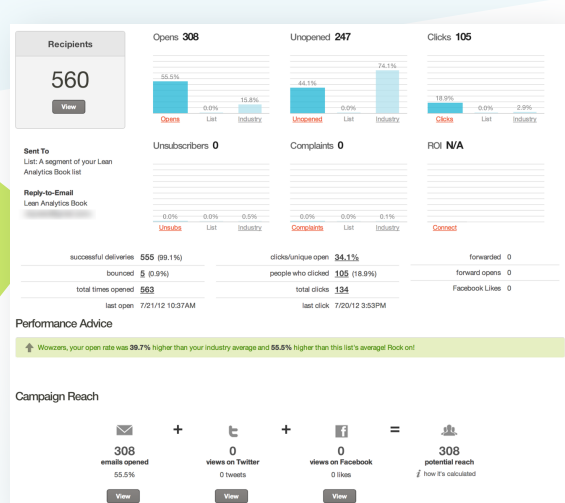 Recipients
560
View
Opens 308
55.5%
0.0%
15.8%
Opens
List
Industry
Unopened 247
44.1%
0.0%
74.1%
Unopened
List
Industry
Clicks 105
18.9%
0.0%
2.9%
Clicks
List
Industry
Sent To
List: A segment of your Lean
Analytics Book list
Reply-to-Email
Lean Analytics Book
Unsubscribers 0
0.0%
0.0%
0.5%
Unsubs
List
Industry
Complaints 0
0.0%
0.0%
0.1%
Complaints
List
Industry
ROI N/A
Connect
successful deliveries 555 (99.1%)
bounced 5 (0.9%)
total times opened 563
last open 7/21/12 10:37AM
clicks/unique open 34.1%
people who clicked 105 (18.9%)
total clicks 134
last click 7/20/12 3:53PM
forwarded 0
forward opens 0
Facebook Likes 0
Performance Advice
Wowzers, your open rate was 39.7% higher than your industry average and 55.5% higher than this list's average! Rock on!
Campaign Reach
308
emails opened
55.5%
View
+
0
views on Twitter
0 tweets
View
+
0
views on Facebook
0 likes
View
=
308
potential reach
i how it's calculated